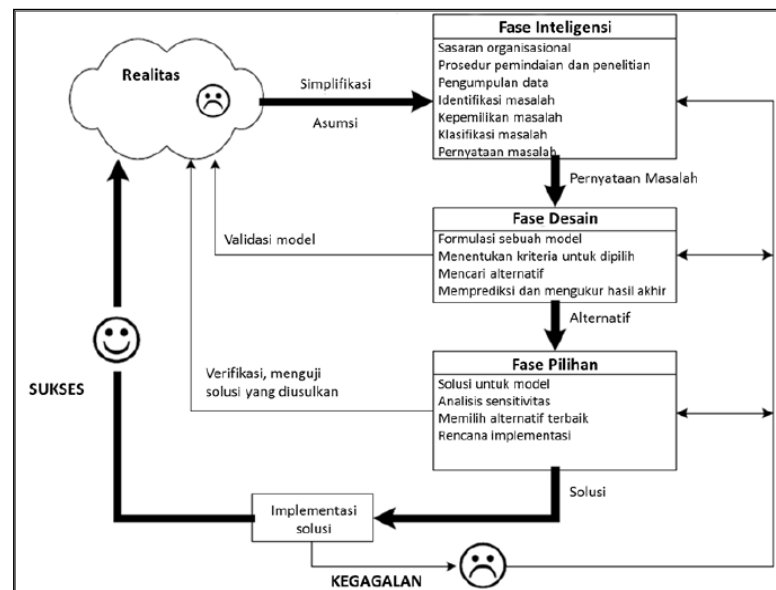 Fase Inteligensi
Sasaran organisasional
Prosedur pemindaian dan penelitian
Pengumpulan data
Identifikasi masalah
Kepemilikan masalah
Klasifikasi masalah
Pernyataan masalah
Realitas
Simplifikasi
Asumsi
Pernyataan Masalah
Fase Desain
Formulasi sebuah model
Menentukan kriteria untuk dipilih
Mencari alternatif
Memprediksi dan mengukur hasil akhir
Validasi model
Alternatif
Fase Pilihan
Solusi untuk model
Analisis sensitivitas
Memilih alternatif terbaik
Rencana implementasi
Verifikasi, menguji
solusi yang diusulkan
SUKSES
Solusi
Implementasi
solusi
KEGAGALAN